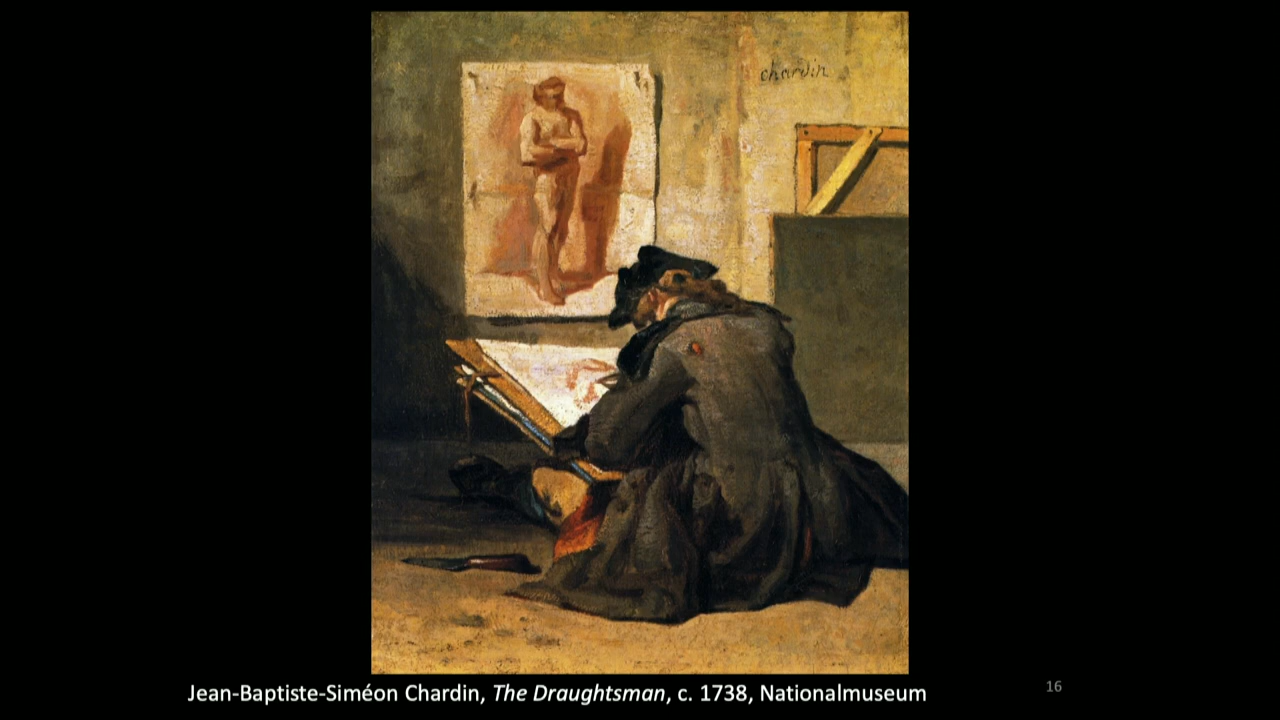 chardin
Jean-Baptiste-Siméon Chardin, The Draughtsman, c. 1738, Nationalmuseum
16